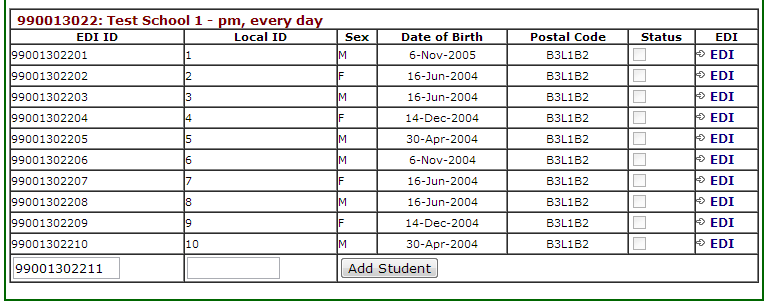 990013022: Test School 1 - pm, every day
EDI ID Local ID Sex Date of Birth Postal Code Status EDI
99001302201 1 M 6-Nov-2005 B3L1B2 EDI
99001302202 2 F 16-Jun-2004 B3L1B2 EDI
99001302203 3 M 16-Jun-2004 B3L1B2 EDI
99001302204 4 F 14-Dec-2004 B3L1B2 EDI
99001302205 5 M 30-Apr-2004 B3L1B2 EDI
99001302206 6 M 6-Nov-2004 B3L1B2 EDI
99001302207 7 F 16-Jun-2004 B3L1B2 EDI
99001302208 8 M 16-Jun-2004 B3L1B2 EDI
99001302209 9 F 14-Dec-2004 B3L1B2 EDI
99001302210 10 M 30-Apr-2004 B3L1B2 EDI
99001302211 Add Student